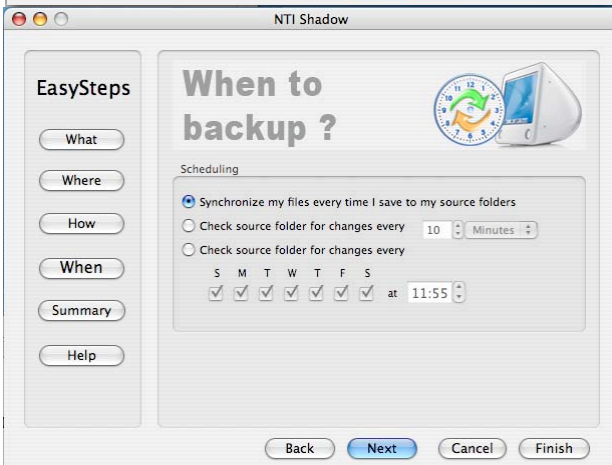 NTI Shadow
EasySteps
What
Where
How
When
Summary
Help
When to
backup ?
Scheduling
Synchronize my files every time I save to my source folders
Check source folder for changes every 10 Minutes
Check source folder for changes every
S M T W T F S
at 11:55
Back Next Cancel Finish